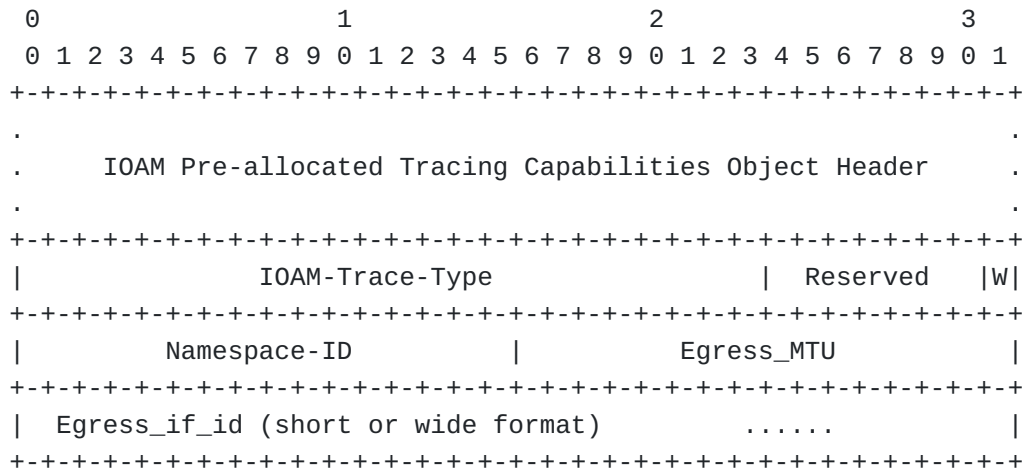 0                   1                   2                   3
 0 1 2 3 4 5 6 7 8 9 0 1 2 3 4 5 6 7 8 9 0 1 2 3 4 5 6 7 8 9 0 1
+-+-+-+-+-+-+-+-+-+-+-+-+-+-+-+-+-+-+-+-+-+-+-+-+-+-+-+-+-+-+-+-+
.                                                               .
.     IOAM Pre-allocated Tracing Capabilities Object Header     .
.                                                               .
+-+-+-+-+-+-+-+-+-+-+-+-+-+-+-+-+-+-+-+-+-+-+-+-+-+-+-+-+-+-+-+-+
|               IOAM-Trace-Type                 |  Reserved   |W|
+-+-+-+-+-+-+-+-+-+-+-+-+-+-+-+-+-+-+-+-+-+-+-+-+-+-+-+-+-+-+-+-+
|         Namespace-ID          |          Egress_MTU           |
+-+-+-+-+-+-+-+-+-+-+-+-+-+-+-+-+-+-+-+-+-+-+-+-+-+-+-+-+-+-+-+-+
|  Egress_if_id (short or wide format)         ......           |
+-+-+-+-+-+-+-+-+-+-+-+-+-+-+-+-+-+-+-+-+-+-+-+-+-+-+-+-+-+-+-+-+